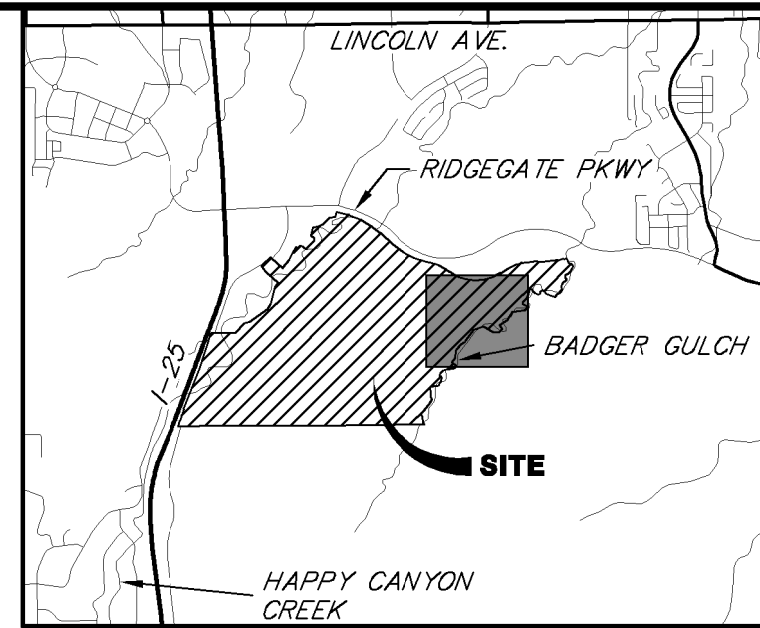 LINCOLN AVE.
RIDGEGATE PKWY
BADGER GULCH
I-25
SITE
HAPPY CANYON
CREEK